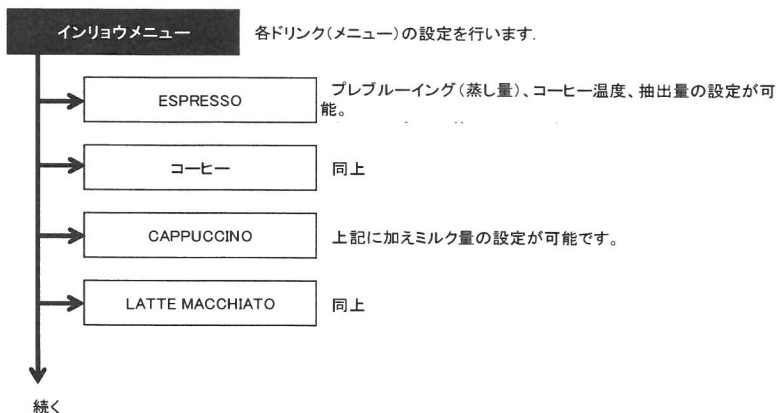 インリョウメニュー
各ドリンク(メニュー)の設定を行います.
ESPRESSO
プレブルーイング(蒸し量)、コーヒー温度、抽出量の設定が可
能。
コーヒー
同上
CAPPUCCINO
上記に加えミルク量の設定が可能です。
LATTE MACCHIATO
同上
続く